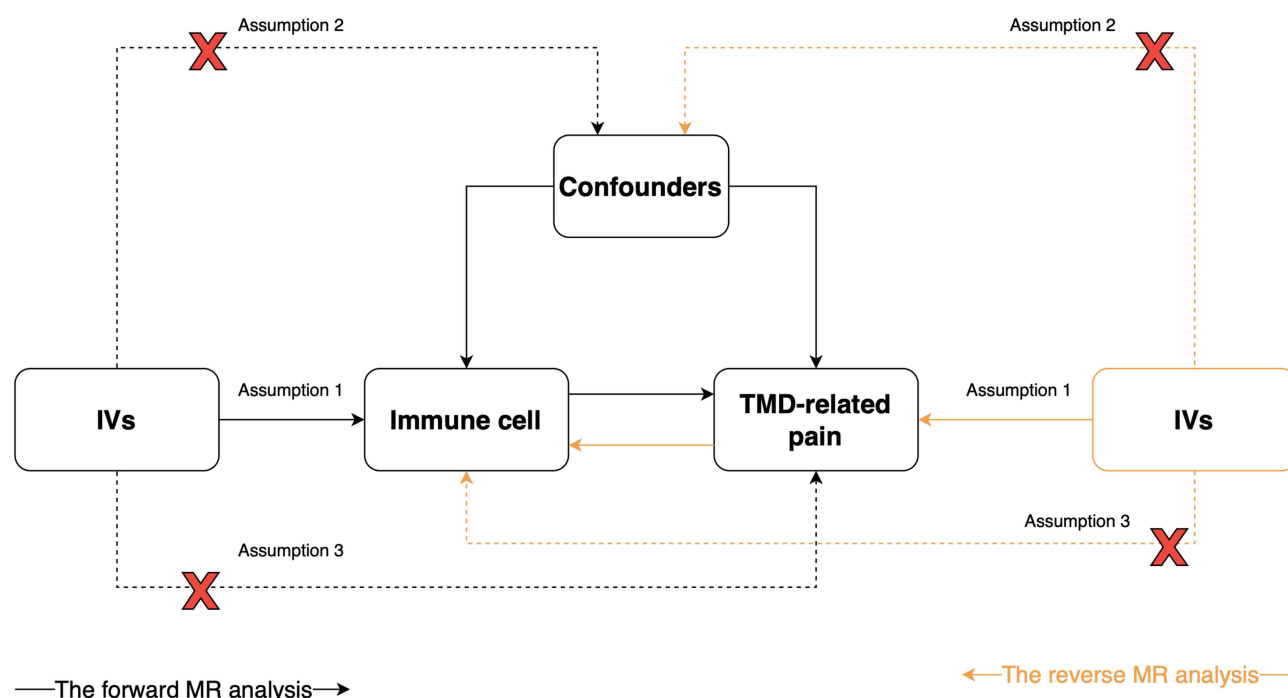 Assumption 2
Assumption 2
X
X
Confounders
IVs
Assumption 1
Immune cell
TMD-related
pain
Assumption 1
IVs
Assumption 3
X
Assumption 3
X
The forward MR analysis
The reverse MR analysis